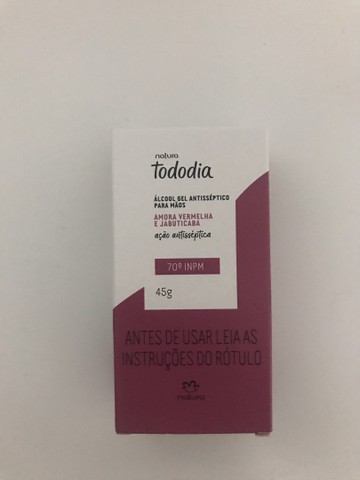 natura
Tododia
ÁLCOOL GEL ANTISSÉPTICO
PARA MÃOS
AMORA VERMELHA
E JABUTICABA
ação antisséptica
70º INPM
45g
ANTES DE USAR LEIA AS
INSTRUÇÕES DO RÓTULO
natura